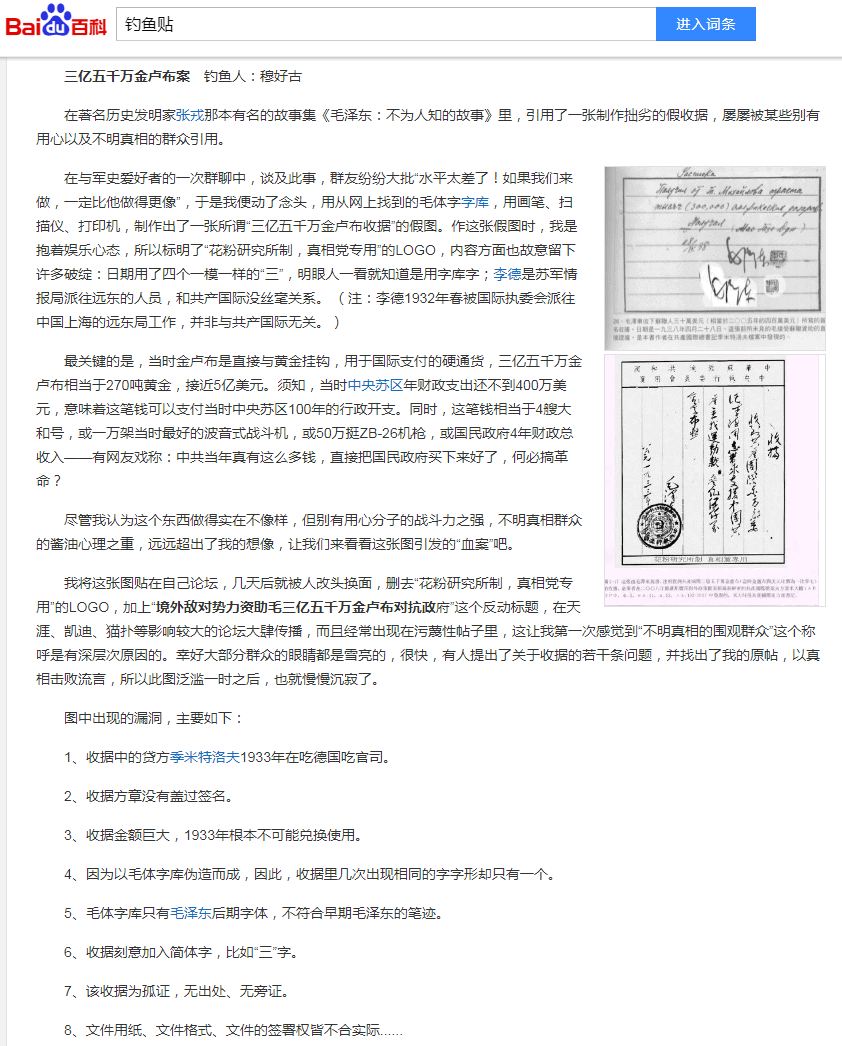 Bai du 百科
钓鱼贴
进入词条
三亿五千万金卢布案 钓鱼人：穆好古
在著名历史发明家张戎那本有名的故事集《毛泽东：不为人知的故事》里，引用了一张制作拙劣的假收据，屡屡被某些别有
用心以及不明真相的群众引用。
在与军史爱好者的一次群聊中，谈及此事，群友纷纷大批“水平太差了！如果我们来
做，一定比他做得更像”，于是我便动了念头，用从网上找到的毛体字字库，用画笔、扫
描仪、打印机，制作出了一张所谓“三亿五千万金卢布收据”的假图。作这张假图时，我是
抱着娱乐心态，所以标明了“花粉研究所制，真相党专用”的LOGO，内容方面也故意留下
许多破绽：日期用了四个一模一样的“三”，明眼人一看就知道是用字库字；李德是苏军情
报局派往远东的人员，和共产国际没丝毫关系。（注：李德1932年春被国际执委会派往
中国上海的远东局工作，并非与共产国际无关。）
最关键的是，当时金卢布是直接与黄金挂钩，用于国际支付的硬通货，三亿五千万金
卢布相当于270吨黄金，接近5亿美元。须知，当时中央苏区年财政支出还不到400万美
元，意味着这笔钱可以支付当时中央苏区100年的行政开支。同时，这笔钱相当于4艘大
和号，或一万架当时最好的波音式战斗机，或50万挺ZB-26机枪，或国民政府4年财政总
收入——有网友戏称：中共当年真有这么多钱，直接把国民政府买下来好了，何必搞革
命？
尽管我认为这个东西做得实在不像样，但别有用心分子的战斗力之强，不明真相群众
的酱油心理之重，远远超出了我的想像，让我们来看看这张图引发的“血案”吧。
我将这张图贴在自己论坛，几天后就被人改头换面，删去“花粉研究所制，真相党专
用”的LOGO，加上“境外敌对势力资助毛三亿五千万金卢布对抗政府”这个反动标题，在天
涯、凯迪、猫扑等影响较大的论坛大肆传播，而且经常出现在污蔑性帖子里，这让我第一次感觉到“不明真相的围观群众”这个称
呼是有深层次原因的。幸好大部分群众的眼睛都是雪亮的，很快，有人提出了关于收据的若干条问题，并找出了我的原帖，以真
相击败流言，所以此图泛滥一时之后，也就慢慢沉寂了。
图中出现的漏洞，主要如下：
1、收据中的贷方季米特洛夫1933年在吃德国吃官司。
2、收据方章没有盖过签名。
3、收据金额巨大，1933年根本不可能兑换使用。
4、因为以毛体字库伪造而成，因此，收据里几次出现相同的字字形却只有一个。
5、毛体字库只有毛泽东后期字体，不符合早期毛泽东的笔迹。
6、收据刻意加入简体字，比如“三”字。
7、该收据为孤证，无出处、无旁证。
8、文件用纸、文件格式、文件的签署权皆不合实际......